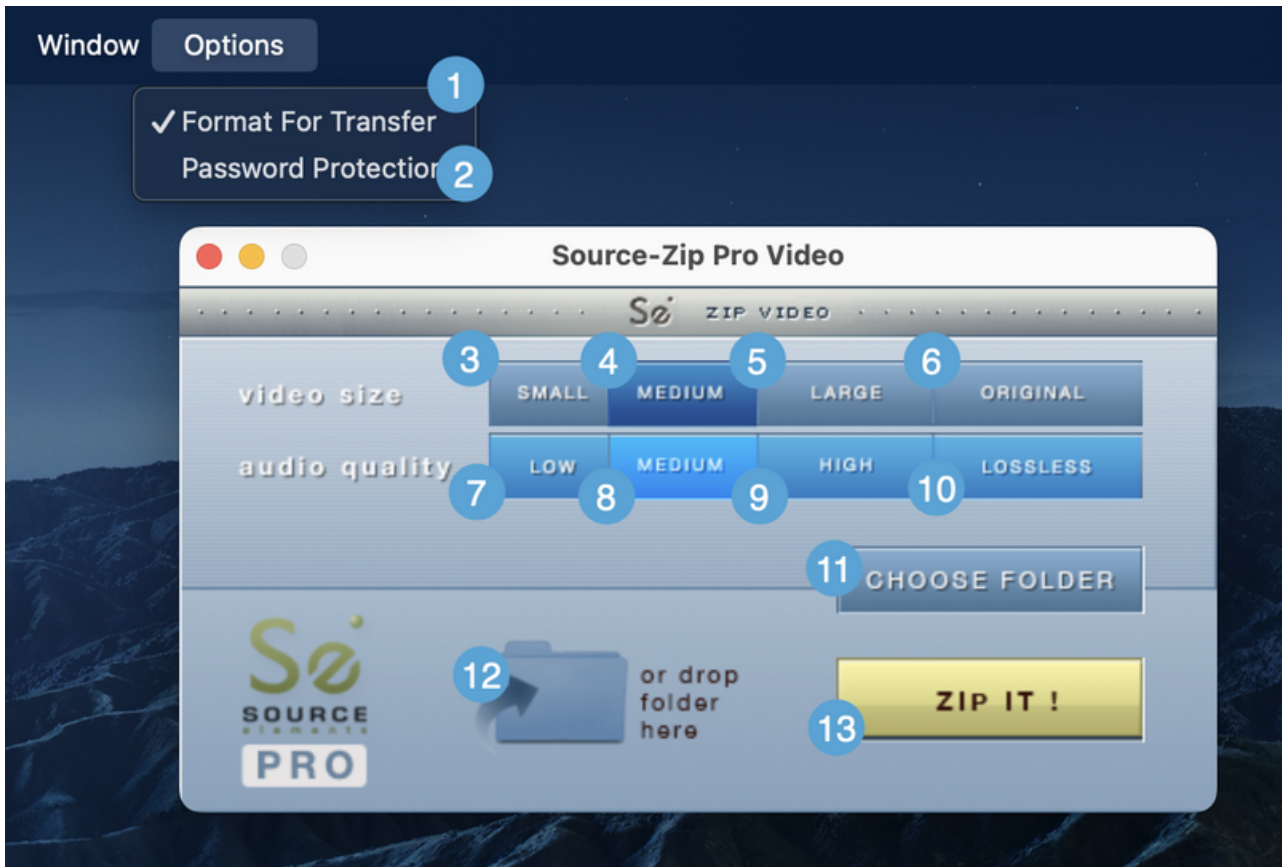 Window Options
1
✓ Format For Transfer
Password Protection
2
Source-Zip Pro Video
Se ZIP VIDEO
3 4 5 6
video size SMALL MEDIUM LARGE ORIGINAL
audio quality LOW MEDIUM HIGH LOSSLESS
7 8 9 10
11 CHOOSE FOLDER
Se
SOURCE
elements
PRO
12
or drop
folder
here
ZIP IT !
13